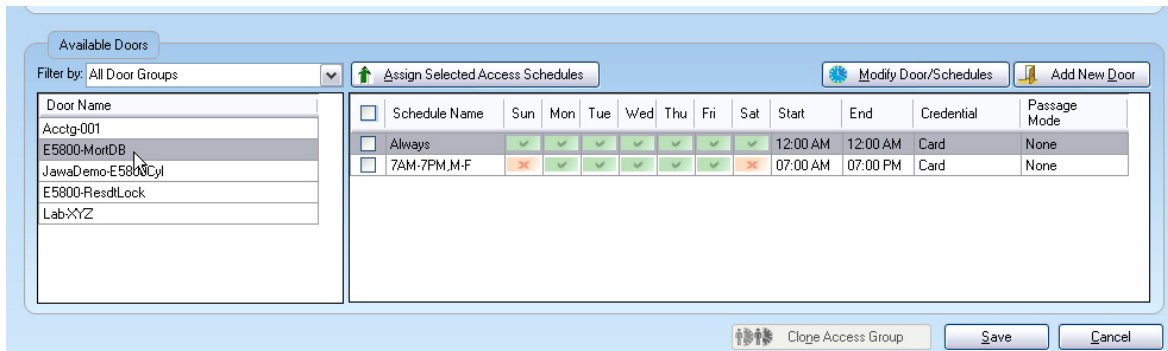 Available Doors
Filter by: All Door Groups
Assign Selected Access Schedules
Modify Door/Schedules
Add New Door
Door Name
Acctg-001
E5800-MortDB
JawaDemo-E5800Cyl
E5800-ResdtLock
Lab-XYZ
Schedule Name Sun Mon Tue Wed Thu Fri Sat Start End Credential Passage Mode
Always 12:00 AM 12:00 AM Card None
7AM-7PM,M-F 07:00 AM 07:00 PM Card None
Clone Access Group
Save
Cancel